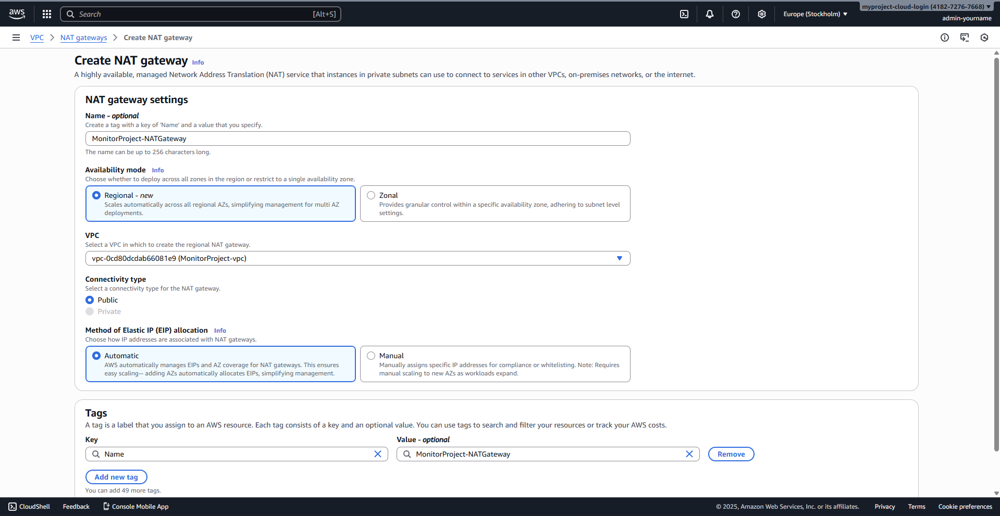 aws
Search
[Alt+S]
Europe (Stockholm)
myproject-cloud-login (4182-7276-7668)
admin-yourname
VPC
NAT gateways
Create NAT gateway
Create NAT gateway Info
A highly available, managed Network Address Translation (NAT) service that instances in private subnets can use to connect to services in other VPCs, on-premises networks, or the internet.
NAT gateway settings
Name - optional
Create a tag with a key of 'Name' and a value that you specify.
MonitorProject-NATGateway
The name can be up to 256 characters long.
Availability mode Info
Choose whether to deploy across all zones in the region or restrict to a single availability zone.
Regional - new
Scales automatically across all regional AZs, simplifying management for multi AZ
deployments.
Zonal
Provides granular control within a specific availability zone, adhering to subnet level
settings.
VPC
Select a VPC in which to create the regional NAT gateway.
vpc-0cd80dcdab66081e9 (MonitorProject-vpc)
Connectivity type
Select a connectivity type for the NAT gateway.
Public
Private
Method of Elastic IP (EIP) allocation Info
Choose how IP addresses are associated with NAT gateways.
Automatic
AWS automatically manages EIPs and AZ coverage for NAT gateways. This ensures
easy scaling-- adding AZs automatically allocates EIPs, simplifying management.
Manual
Manually assigns specific IP addresses for compliance or whitelisting. Note: Requires
manual scaling to new AZs as workloads expand.
Tags
A tag is a label that you assign to an AWS resource. Each tag consists of a key and an optional value. You can use tags to search and filter your resources or track your AWS costs.
Key
Value - optional
Name
MonitorProject-NATGateway
Remove
Add new tag
You can add 49 more tags.
CloudShell
Feedback
Console Mobile App
© 2025, Amazon Web Services, Inc. or its affiliates.
Privacy
Terms
Cookie preferences